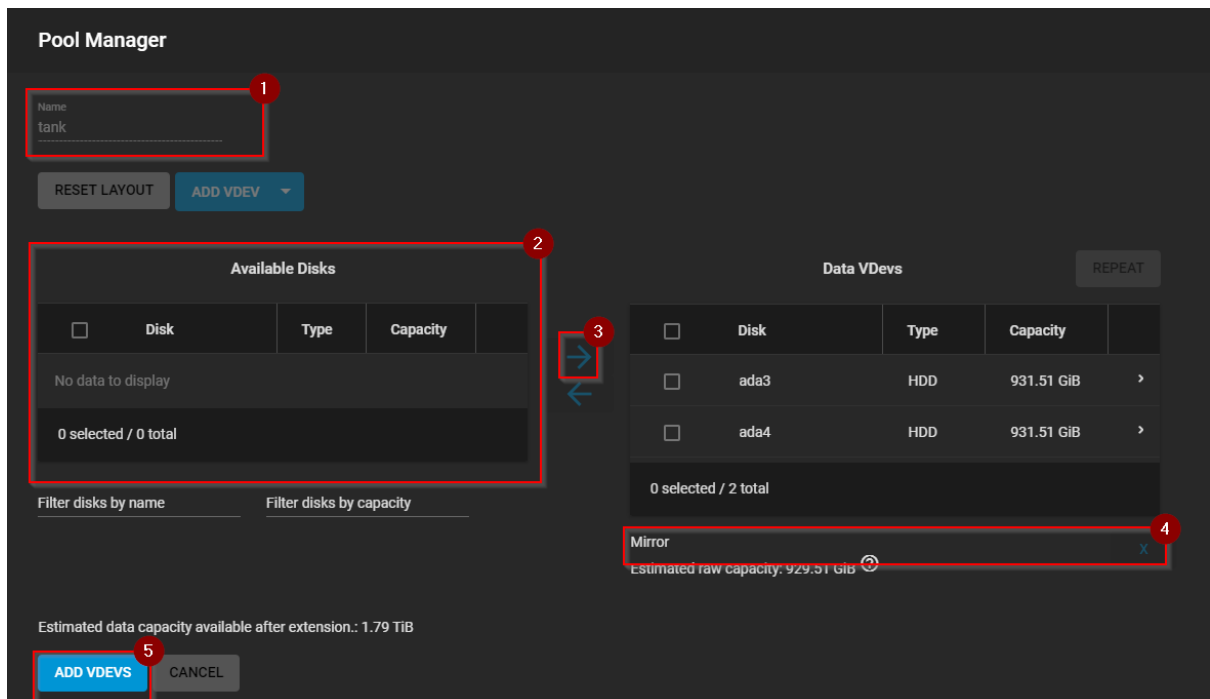 Pool Manager
1
Name
tank
RESET LAYOUT ADD VDEV
2
Available Disks
Disk Type Capacity
No data to display
0 selected / 0 total
Filter disks by name Filter disks by capacity
3
Data VDevs REPEAT
Disk Type Capacity
ada3 HDD 931.51 GiB
ada4 HDD 931.51 GiB
0 selected / 2 total
4
Mirror X
Estimated raw capacity: 929.51 GiB ?
Estimated data capacity available after extension.: 1.79 TiB
5
ADD VDEVS CANCEL